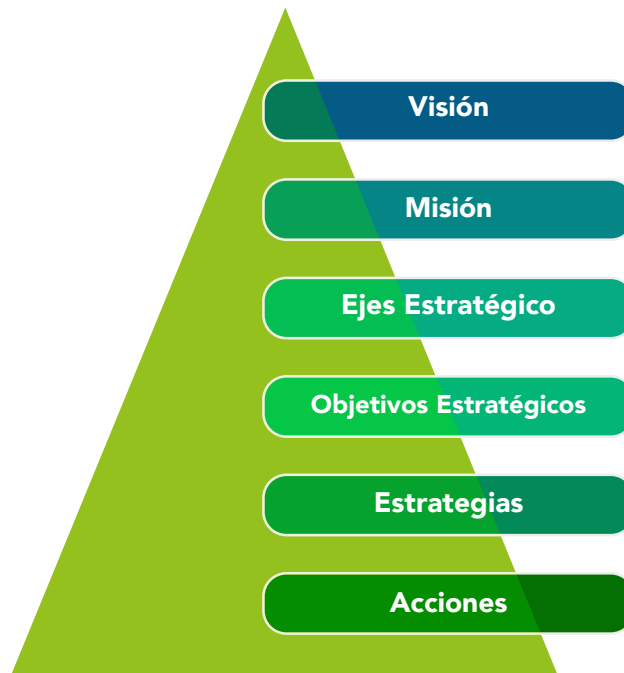 Visión
Misión
Ejes Estratégico
Objetivos Estratégicos
Estrategias
Acciones